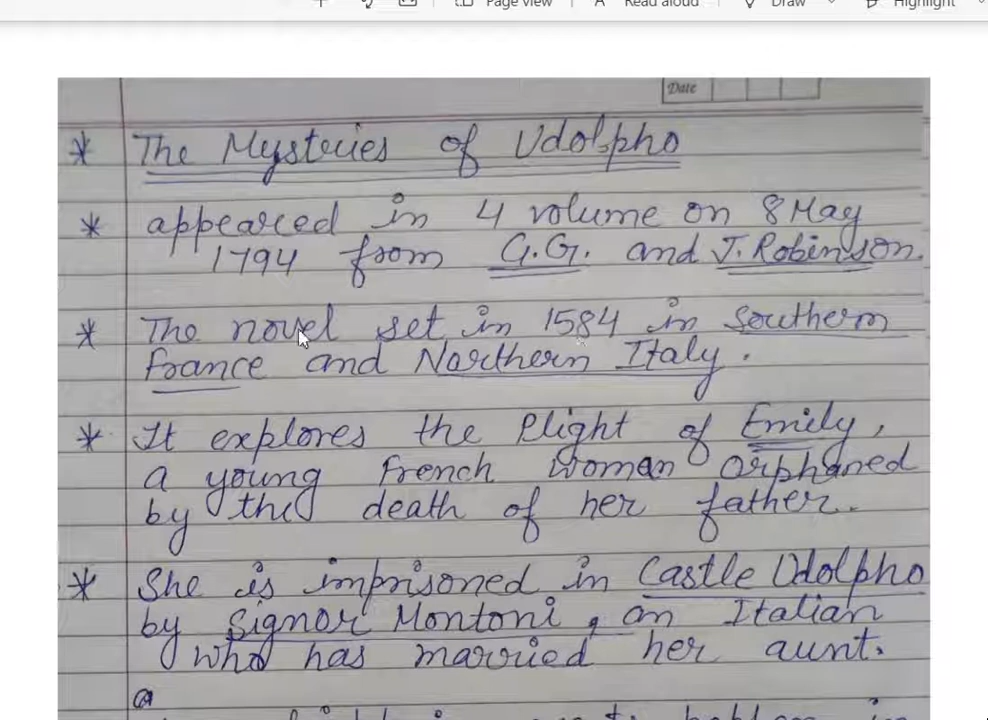 Page view | A Read aloud | Draw Highlight
Date
* The Mysteries of Udolpho
* appeared in 4 volume on 8 May
1794 from G.G. and J. Robinson.
* The novel set in 1584 in Southern
France and Northern Italy.
* It explores the Plight of Emily,
a young French woman Orphaned
by the death of her father.
* She is imprisoned in Castle Udolpho
by Signor Montoni, an Italian
who has married her aunt.